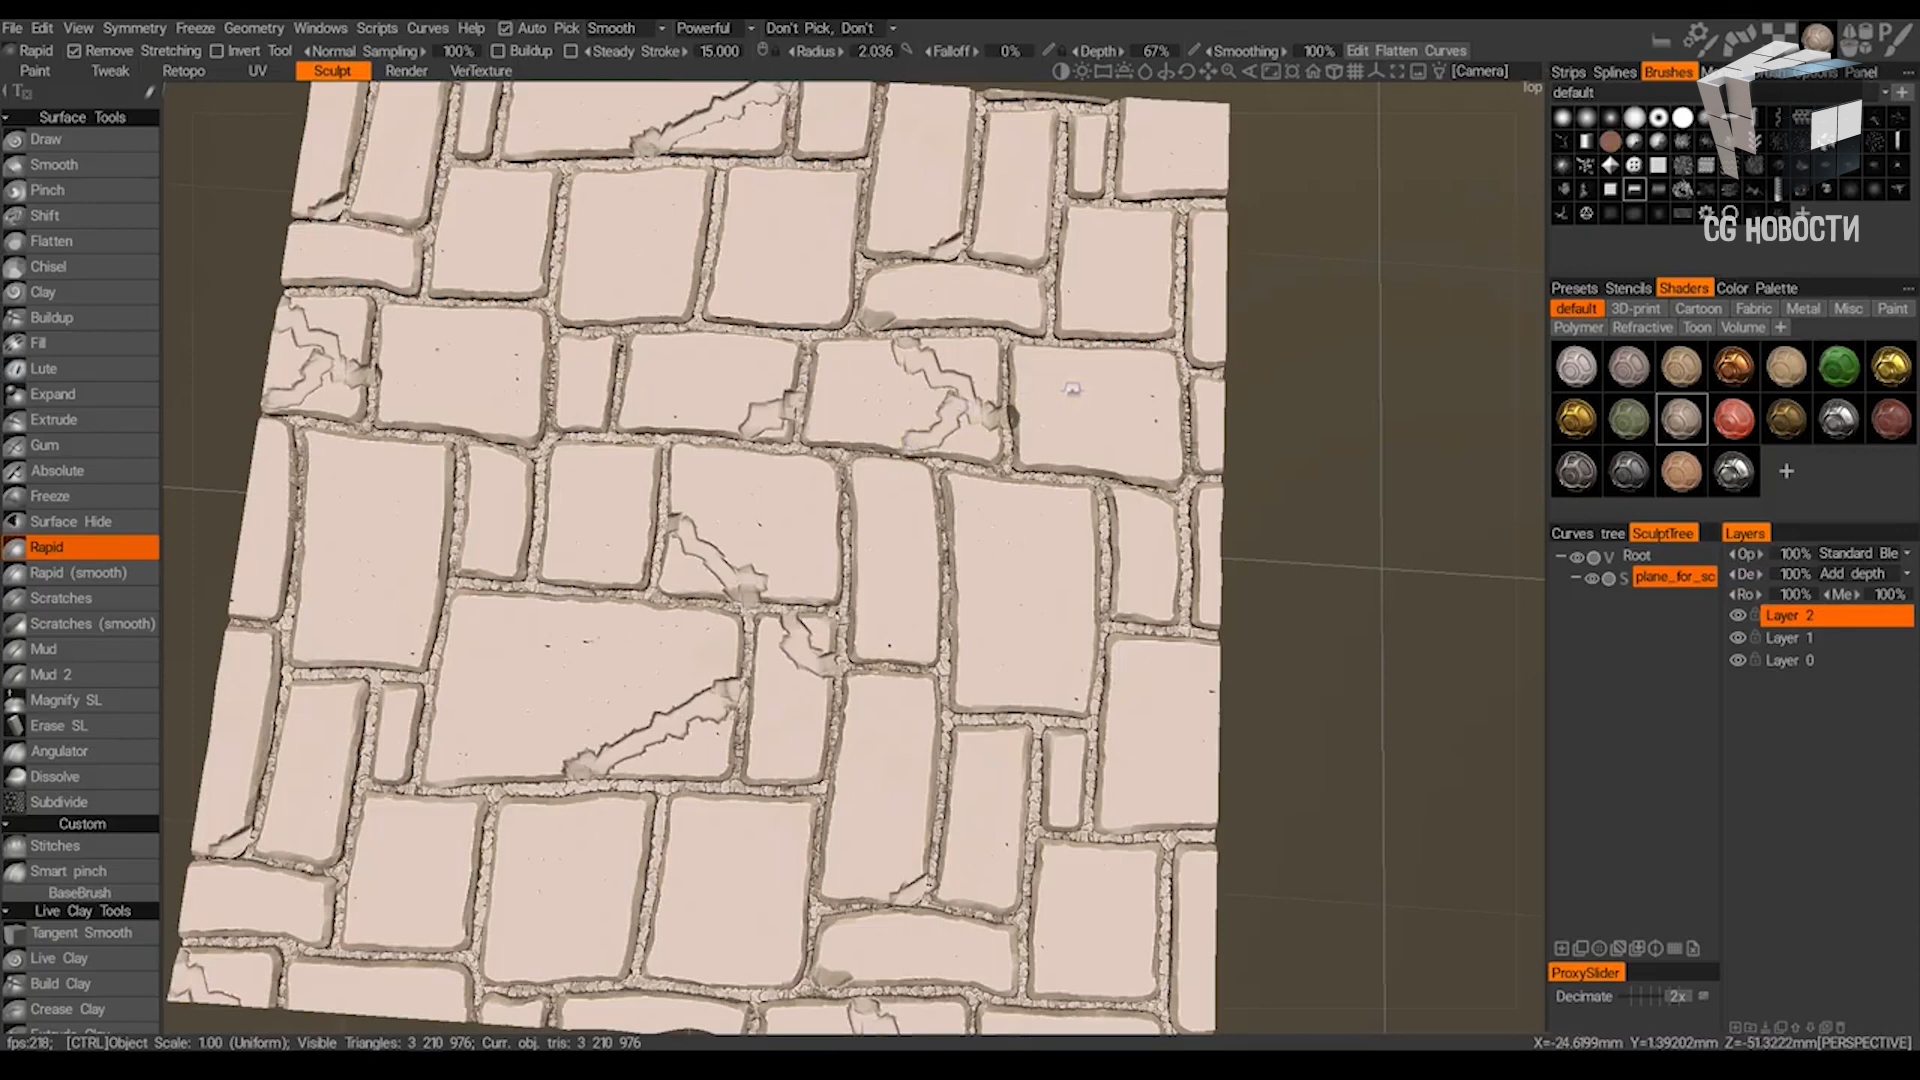 File Edit View Symmetry Freeze Geometry Windows Scripts Curves Help Auto Pick Smooth Powerful Don't Pick, Don't
Rapid Remove Stretching Invert Tool Normal Sampling 100% Buildup Steady Stroke 15.000 Radius 2.036 Falloff 0% Depth 67% Smoothing 100% Edit Flatten Curves
Paint Tweak Retopo UV Sculpt Render VerTexture [Camera]
Top
Surface Tools
Draw
Smooth
Pinch
Shift
Flatten
Chisel
Clay
Buildup
Fill
Lute
Expand
Extrude
Gum
Absolute
Freeze
Surface Hide
Rapid
Rapid (smooth)
Scratches
Scratches (smooth)
Mud
Mud 2
Magnify SL
Erase SL
Angulator
Dissolve
Subdivide
Custom
Stitches
Smart pinch
BaseBrush
Live Clay Tools
Tangent Smooth
Live Clay
Build Clay
Crease Clay
Strips Splines Brushes Panel
default
CG НОВОСТИ
Presets Stencils Shaders Color Palette
default 3D-print Cartoon Fabric Metal Misc Paint
Polymer Refractive Toon Volume +
Curves tree SculptTree Layers
V Root
S plane_for_sc
Op 100% Standard Ble
De 100% Add depth
Ro 100% Me 100%
Layer 2
Layer 1
Layer 0
ProxySlider
Decimate 2x
fps:218; [CTRL]Object Scale: 1.00 (Uniform); Visible Triangles: 3 210 976; Curr. obj. tris: 3 210 976
X=-24.6199mm Y=1.39202mm Z=-51.3222mm[PERSPECTIVE]